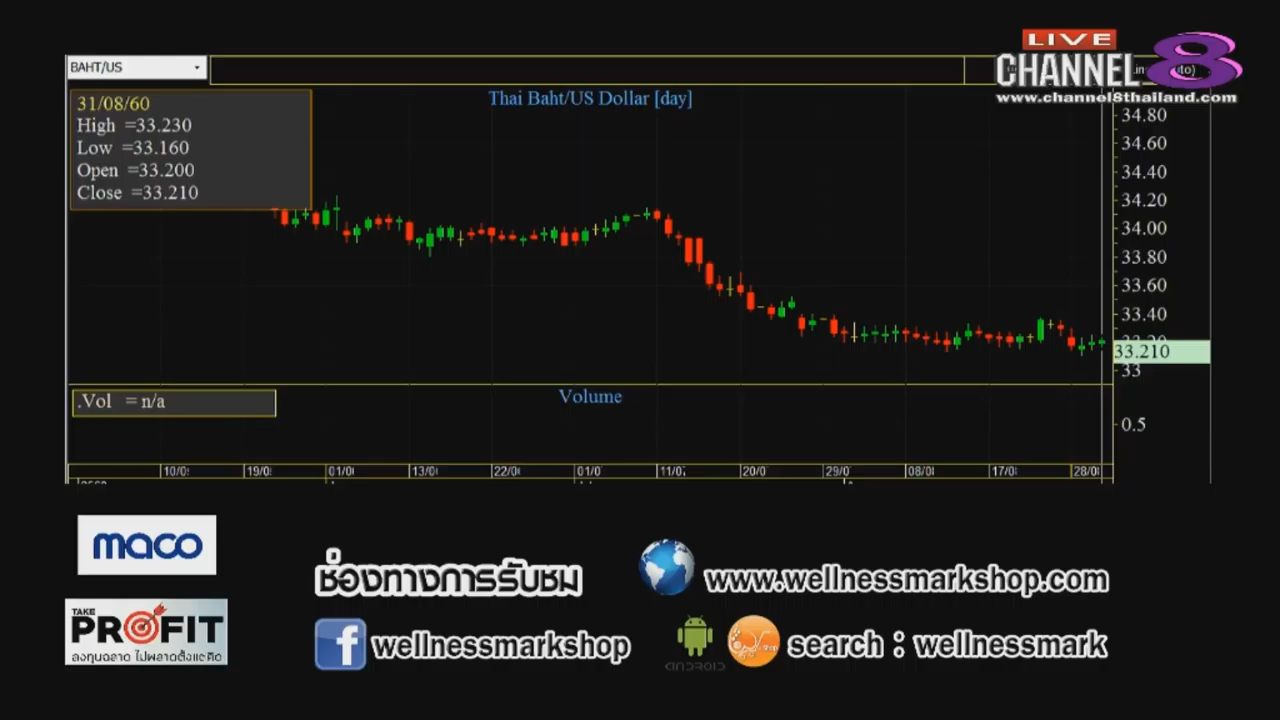 LIVE
CHANNEL 8
www.channel8thailand.com
BAHT/US
31/08/60
High =33.230
Low =33.160
Open =33.200
Close =33.210
Thai Baht/US Dollar [day]
34.80
34.60
34.40
34.20
34.00
33.80
33.60
33.40
33.20
33.210
33
.Vol = n/a
Volume
0.5
10/0
19/0
01/0
13/0
22/0
01/0
11/0
20/0
29/0
08/0
17/0
28/0
maco
ช่องทางการรับชม
www.wellnessmarkshop.com
TAKE
PROFIT
ลงทุนฉลาด ไม่พลาดตั้งแต่คิด
wellnessmarkshop
ANDROID
search : wellnessmark